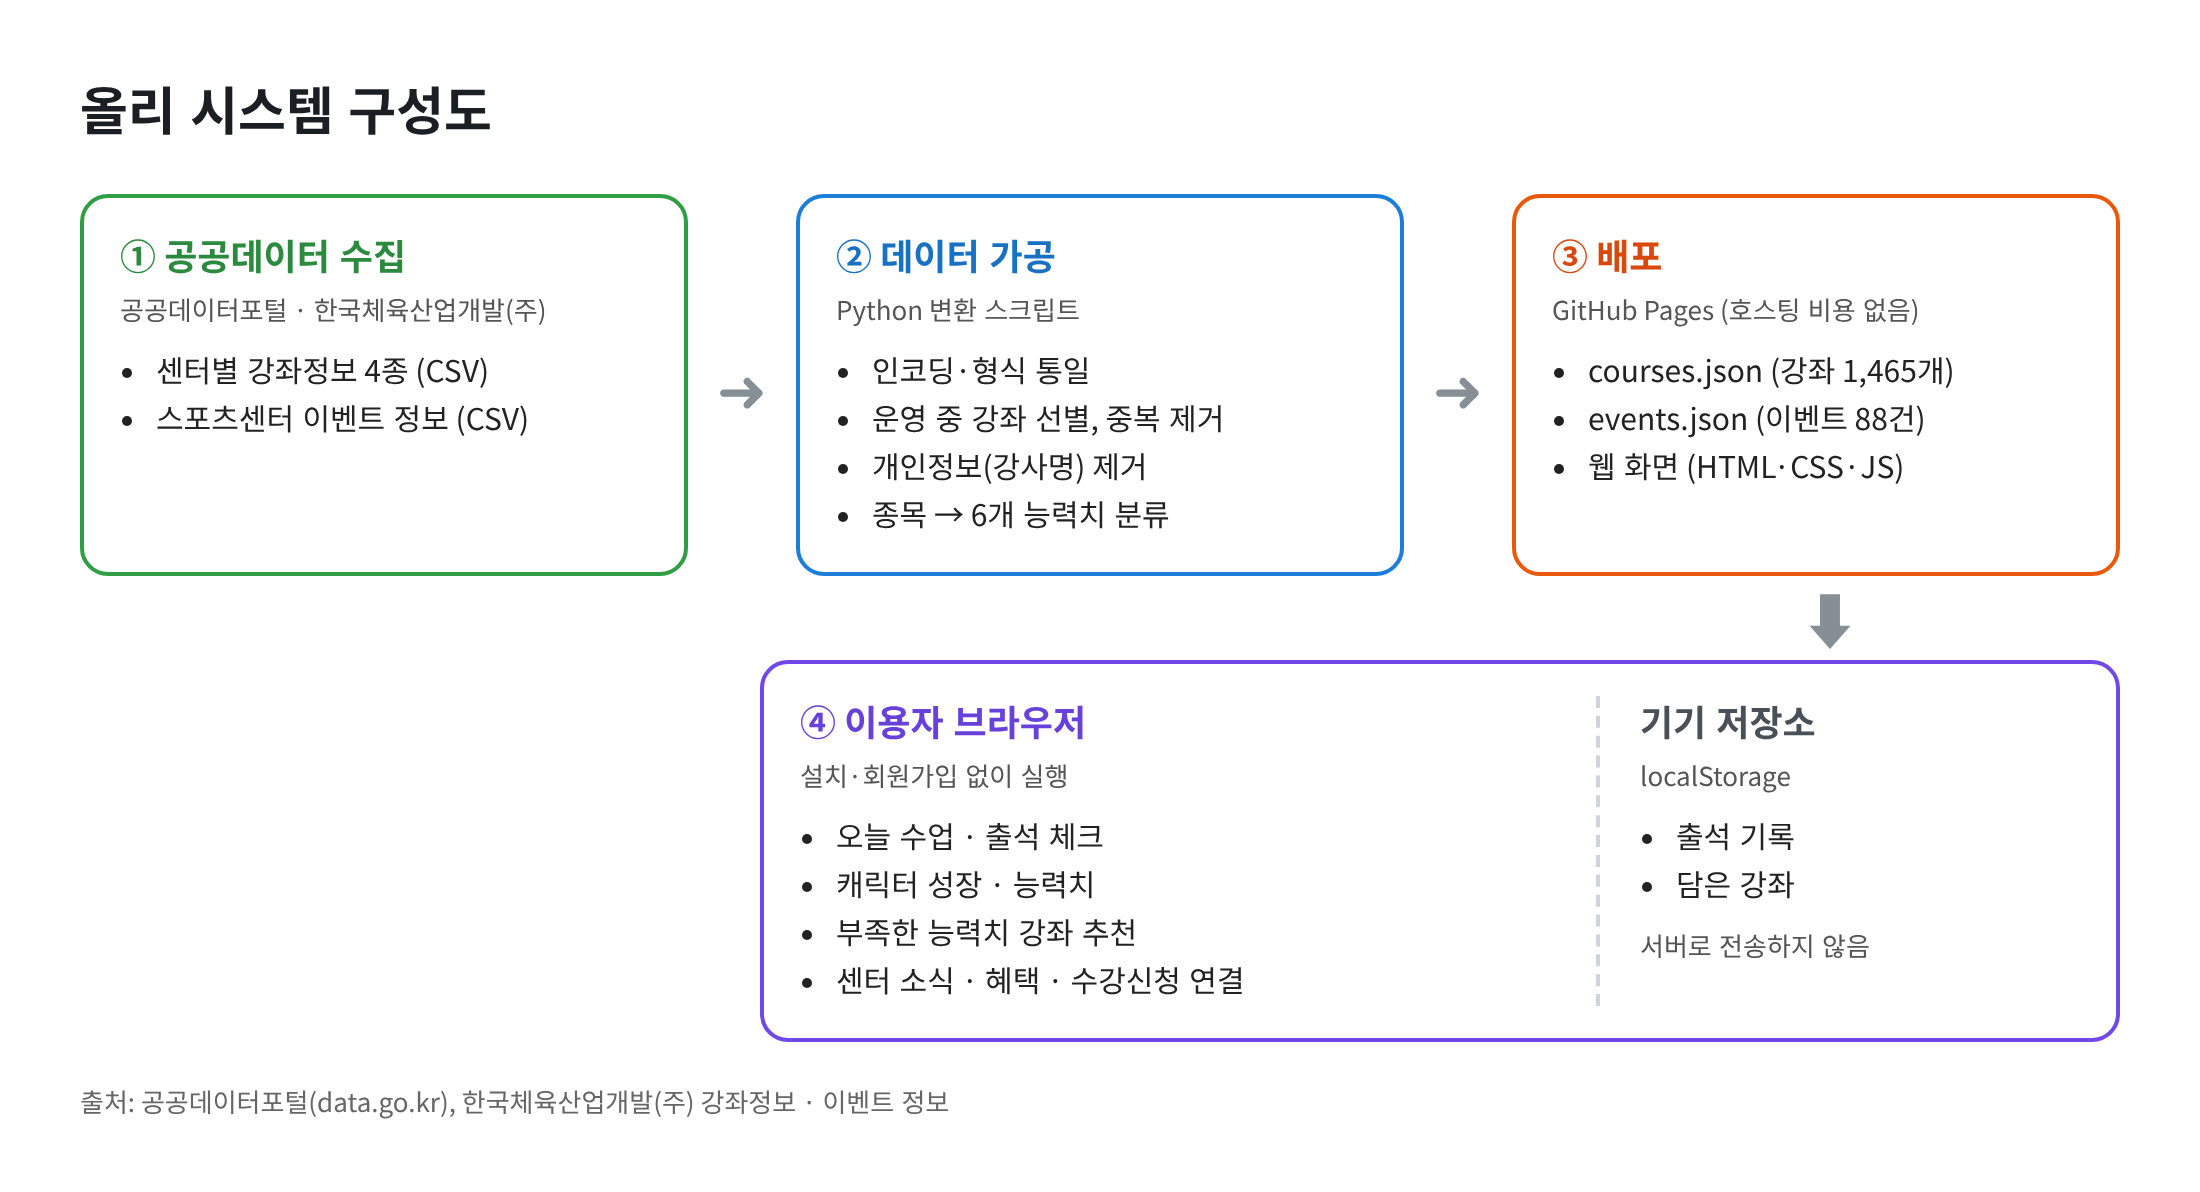 올리 시스템 구성도
① 공공데이터 수집
공공데이터포털 · 한국체육산업개발(주)
• 센터별 강좌정보 4종 (CSV)
• 스포츠센터 이벤트 정보 (CSV)
➔
② 데이터 가공
Python 변환 스크립트
• 인코딩·형식 통일
• 운영 중 강좌 선별, 중복 제거
• 개인정보(강사명) 제거
• 종목 → 6개 능력치 분류
➔
③ 배포
GitHub Pages (호스팅 비용 없음)
• courses.json (강좌 1,465개)
• events.json (이벤트 88건)
• 웹 화면 (HTML·CSS·JS)
④ 이용자 브라우저
설치·회원가입 없이 실행
• 오늘 수업 · 출석 체크
• 캐릭터 성장 · 능력치
• 부족한 능력치 강좌 추천
• 센터 소식 · 혜택 · 수강신청 연결
기기 저장소
localStorage
• 출석 기록
• 담은 강좌
서버로 전송하지 않음
출처: 공공데이터포털(data.go.kr), 한국체육산업개발(주) 강좌정보 · 이벤트 정보